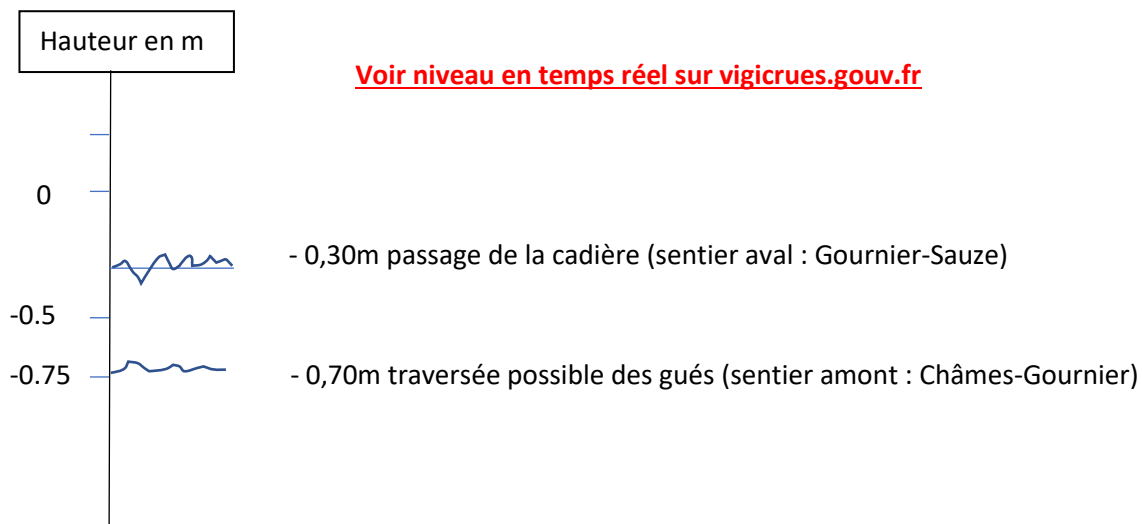 Hauteur en m
Voir niveau en temps réel sur vigicrues.gouv.fr
0
- 0,30m passage de la cadière (sentier aval : Gournier-Sauze)
-0.5
-0.75
- 0,70m traversée possible des gués (sentier amont : Châmes-Gournier)